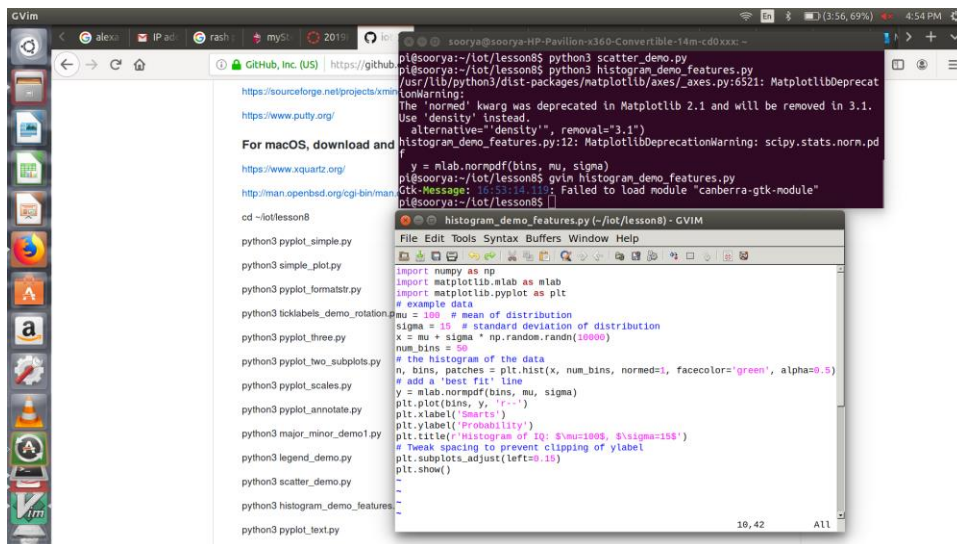 GVim
En
(3:56, 69%)
4:54 PM
alexa
IP ad
rash
mySt
2019
io
GitHub, Inc. (US)
https://github.
https://sourceforge.net/projects/xmin
https://www.putty.org/
For macOS, download and
https://www.xquartz.org/
http://man.openbsd.org/cgi-bin/man.
cd ~/iot/lesson8
python3 pyplot_simple.py
python3 simple_plot.py
python3 pyplot_formatstr.py
python3 ticklabels_demo_rotation.p
python3 pyplot_three.py
python3 pyplot_two_subplots.py
python3 pyplot_scales.py
python3 pyplot_annotate.py
python3 major_minor_demo1.py
python3 legend_demo.py
python3 scatter_demo.py
python3 histogram_demo_features.
python3 pyplot_text.py
soorya@soorya-HP-Pavilion-x360-Convertible-14m-cd0xxx: ~
pi@soorya:~/iot/lesson8$ python3 scatter_demo.py
pi@soorya:~/iot/lesson8$ python3 histogram_demo_features.py
/usr/lib/python3/dist-packages/matplotlib/axes/_axes.py:6521: MatplotlibDeprecat
ionWarning:
The 'normed' kwarg was deprecated in Matplotlib 2.1 and will be removed in 3.1.
Use 'density' instead.
alternative="'density'", removal="3.1")
histogram_demo_features.py:12: MatplotlibDeprecationWarning: scipy.stats.norm.pd
f
y = mlab.normpdf(bins, mu, sigma)
pi@soorya:~/iot/lesson8$ gvim histogram_demo_features.py
Gtk-Message: 16:53:14.119: Failed to load module "canberra-gtk-module"
pi@soorya:~/iot/lesson8$
histogram_demo_features.py (~/iot/lesson8) - GVIM
File Edit Tools Syntax Buffers Window Help
import numpy as np
import matplotlib.mlab as mlab
import matplotlib.pyplot as plt
# example data
mu = 100 # mean of distribution
sigma = 15 # standard deviation of distribution
x = mu + sigma * np.random.randn(10000)
num_bins = 50
# the histogram of the data
n, bins, patches = plt.hist(x, num_bins, normed=1, facecolor='green', alpha=0.5)
# add a 'best fit' line
y = mlab.normpdf(bins, mu, sigma)
plt.plot(bins, y, 'r--')
plt.xlabel('Smarts')
plt.ylabel('Probability')
plt.title(r'Histogram of IQ: $\mu=100$, $\sigma=15$')
# Tweak spacing to prevent clipping of ylabel
plt.subplots_adjust(left=0.15)
plt.show()
~
~
~
10,42
All